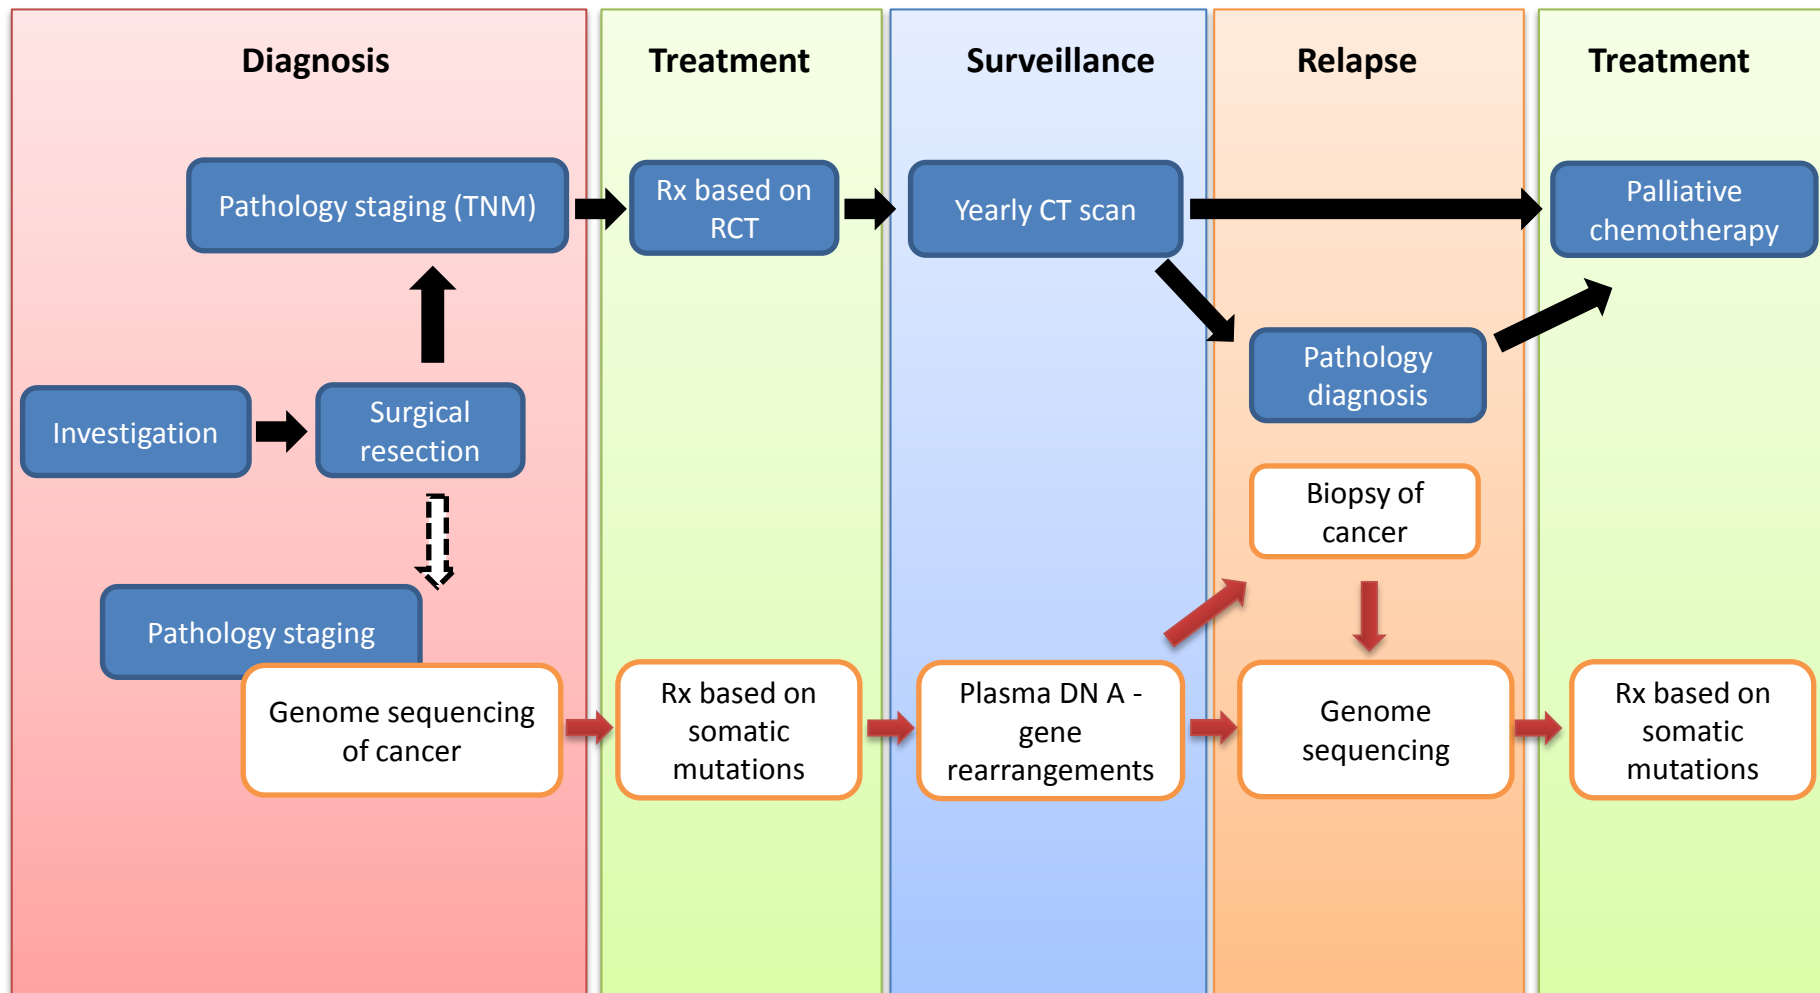 Diagnosis
Treatment
Surveillance
Relapse
Treatment
Pathology staging (TNM)
Rx based on
RCT
Yearly CT scan
Palliative
chemotherapy
Pathology
diagnosis
Investigation
Surgical
resection
Biopsy of
cancer
Pathology staging
Genome sequencing
of cancer
Rx based on
somatic
mutations
Plasma DN A -
gene
rearrangements
Genome
sequencing
Rx based on
somatic
mutations